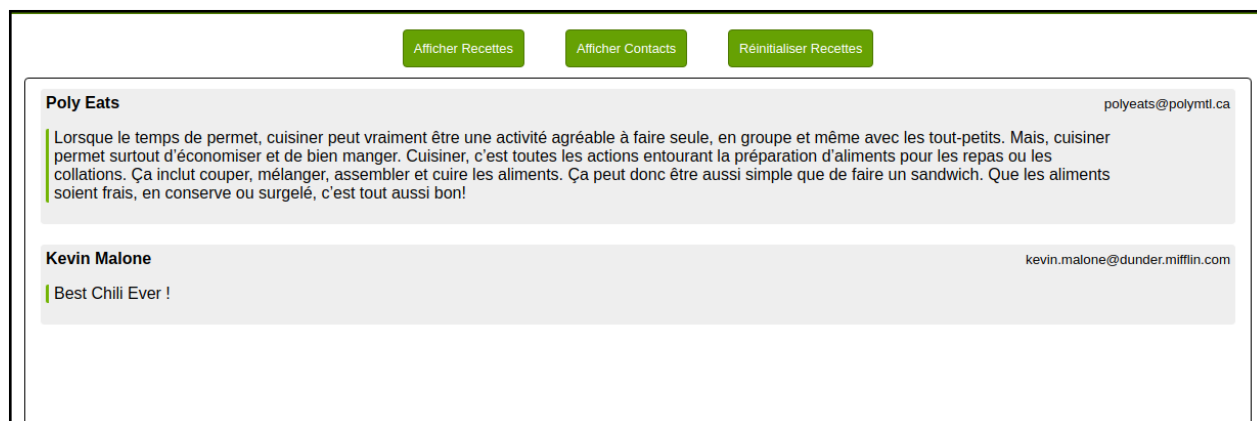 Afficher Recettes Afficher Contacts Réinitialiser Recettes
Poly Eats polyeats@polymtl.ca
Lorsque le temps de permet, cuisiner peut vraiment être une activité agréable à faire seule, en groupe et même avec les tout-petits. Mais, cuisiner
permet surtout d’économiser et de bien manger. Cuisiner, c’est toutes les actions entourant la préparation d’aliments pour les repas ou les
collations. Ça inclut couper, mélanger, assembler et cuire les aliments. Ça peut donc être aussi simple que de faire un sandwich. Que les aliments
soient frais, en conserve ou surgelé, c’est tout aussi bon!
Kevin Malone kevin.malone@dunder.mifflin.com
Best Chili Ever !